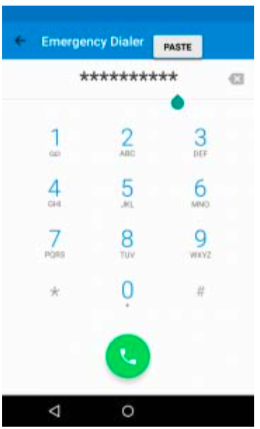 Emergency Dialer PASTE
**********
1 2 3
ABC DEF
4 5 6
GHI JKL MNO
7 8 9
PQRS TUV WXYZ
* 0 #
+